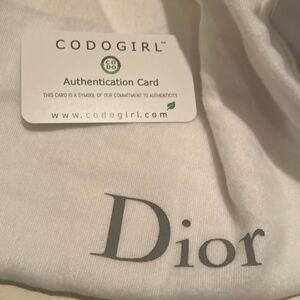 CODOGIRL™
CO
DO
Authentication Card
THIS CARD IS A SYMBOL OF OUR COMMITMENT TO AUTHENTICITY
www.codogirl.com
Dior